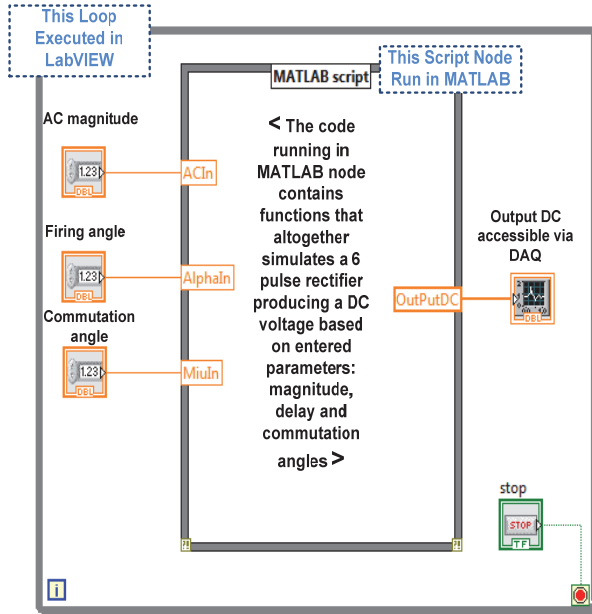 This Loop
Executed in
LabVIEW
This Script Node
Run in MATLAB
MATLAB script
AC magnitude
1.23
DBL
ACIn
Firing angle
1.23
DBL
AlphaIn
Commutation
angle
1.23
DBL
MiuIn
< The code
running in
MATLAB node
contains
functions that
altogether
simulates a 6
pulse rectifier
producing a DC
voltage based
on entered
parameters:
magnitude,
delay and
commutation
angles >
OutPutDC
Output DC
accessible via
DAQ
DBL
stop
STOP
TF
i